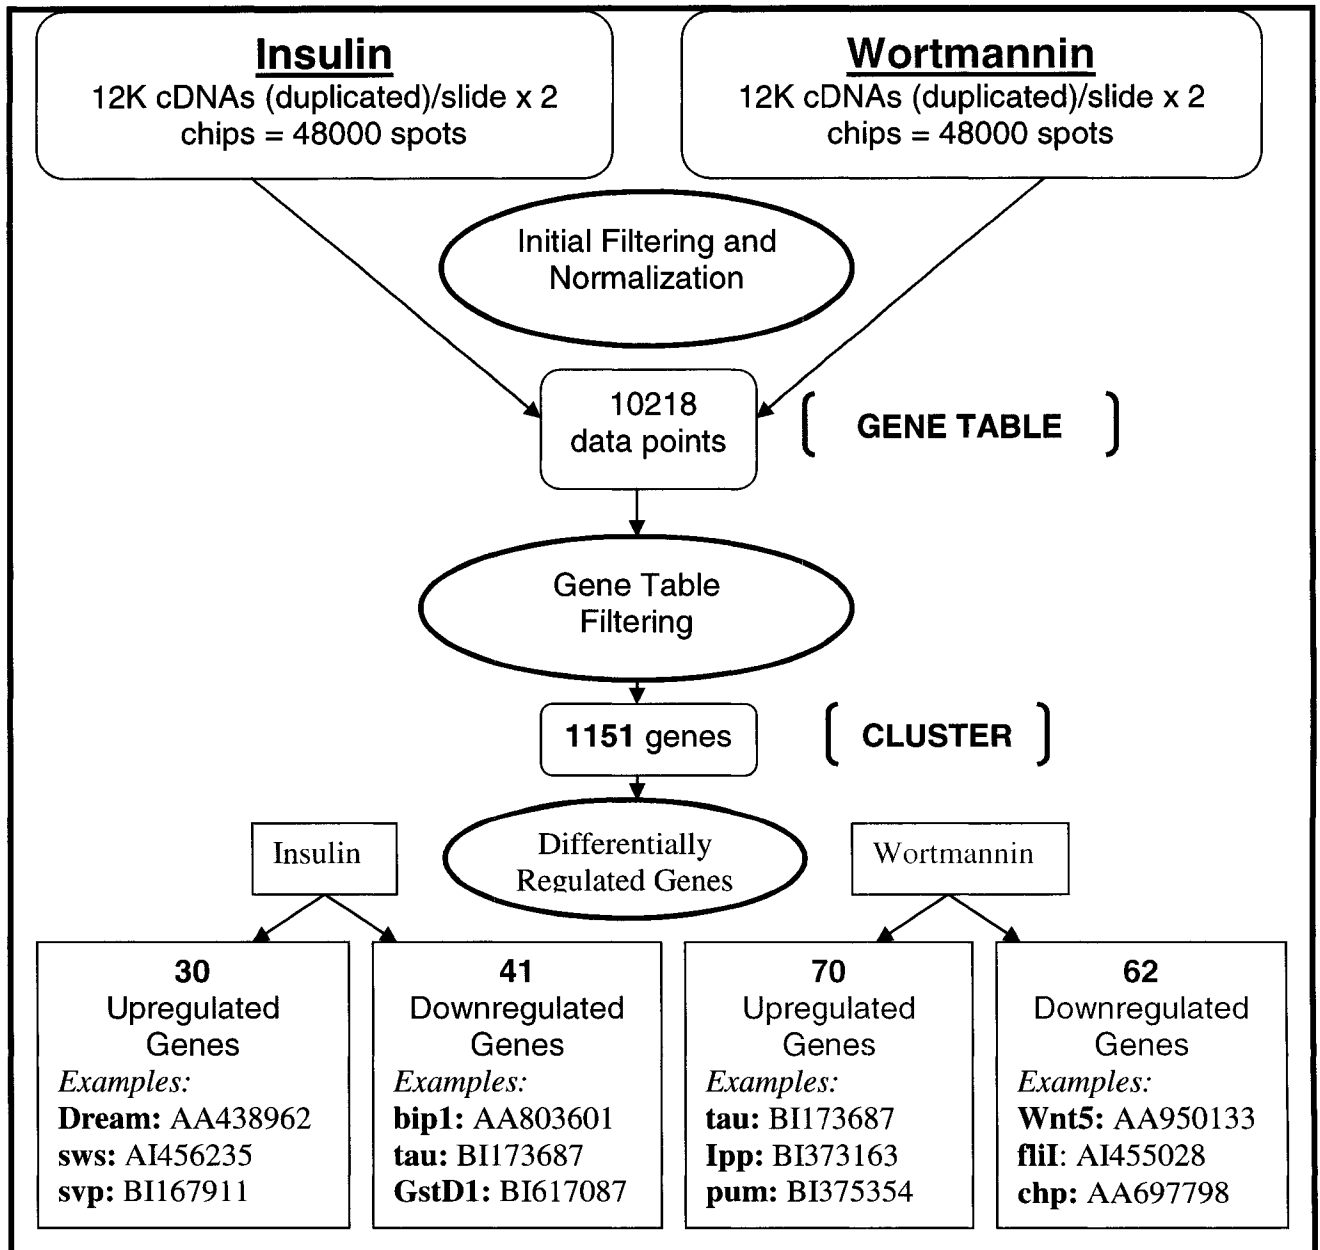 Insulin
12K cDNAs (duplicated)/slide x 2
chips = 48000 spots
Wortmannin
12K cDNAs (duplicated)/slide x 2
chips = 48000 spots
Initial Filtering and
Normalization
10218
data points
[ GENE TABLE ]
Gene Table
Filtering
1151 genes
[ CLUSTER ]
Differentially
Regulated Genes
Insulin
Wortmannin
30
Upregulated
Genes
Examples:
Dream: AA438962
sws: AI456235
svp: BI167911
41
Downregulated
Genes
Examples:
bip1: AA803601
tau: BI173687
GstD1: BI617087
70
Upregulated
Genes
Examples:
tau: BI173687
Ipp: BI373163
pum: BI375354
62
Downregulated
Genes
Examples:
Wnt5: AA950133
fliI: AI455028
chp: AA697798